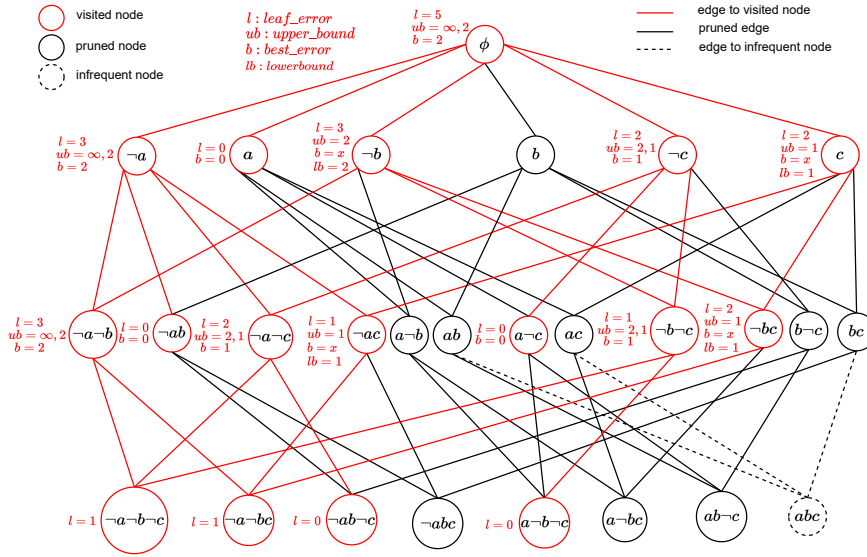 visited node
pruned node
infrequent node
l : leaf_error
ub : upper_bound
b : best_error
lb : lowerbound
l = 5
ub = ∞, 2
b = 2
ϕ
edge to visited node
pruned edge
edge to infrequent node
l = 3
ub = ∞, 2
b = 2
¬a
l = 0
b = 0
a
l = 3
ub = 2
b = x
lb = 2
¬b
b
l = 2
ub = 2, 1
b = 1
¬c
l = 2
ub = 1
b = x
lb = 1
c
l = 3
ub = ∞, 2
b = 2
¬a¬b
l = 0
b = 0
¬ab
l = 2
ub = 2, 1
b = 1
¬a¬c
l = 1
ub = 1
b = x
lb = 1
¬ac
a¬b
ab
l = 0
b = 0
a¬c
ac
l = 1
ub = 2, 1
b = 1
¬b¬c
l = 2
ub = 1
b = x
lb = 1
¬bc
b¬c
bc
l = 1
¬a¬b¬c
l = 1
¬a¬bc
l = 0
¬ab¬c
¬abc
l = 0
a¬b¬c
a¬bc
ab¬c
abc